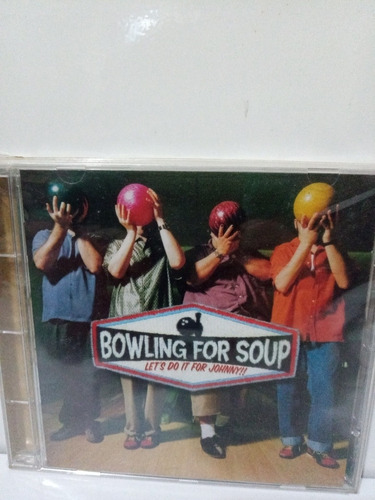 BOWLING FOR SOUP
LET'S DO IT FOR JOHNNY!!